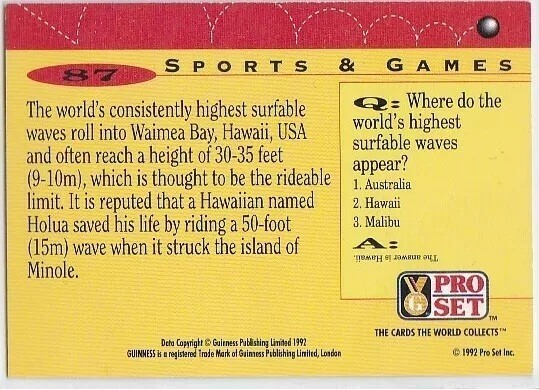 87
SPORTS & GAMES
The world's consistently highest surfable
waves roll into Waimea Bay, Hawaii, USA
and often reach a height of 30-35 feet
(9-10m), which is thought to be the rideable
limit. It is reputed that a Hawaiian named
Holua saved his life by riding a 50-foot
(15m) wave when it struck the island of
Minole.
Q: Where do the
world's highest
surfable waves
appear?
1. Australia
2. Hawaii
3. Malibu
A:
The answer is Hawaii.
G
PRO
SET
TM
THE CARDS THE WORLD COLLECTS™
Data Copyright © Guinness Publishing Limited 1992
GUINNESS is a registered Trade Mark of Guinness Publishing Limited, London
© 1992 Pro Set Inc.